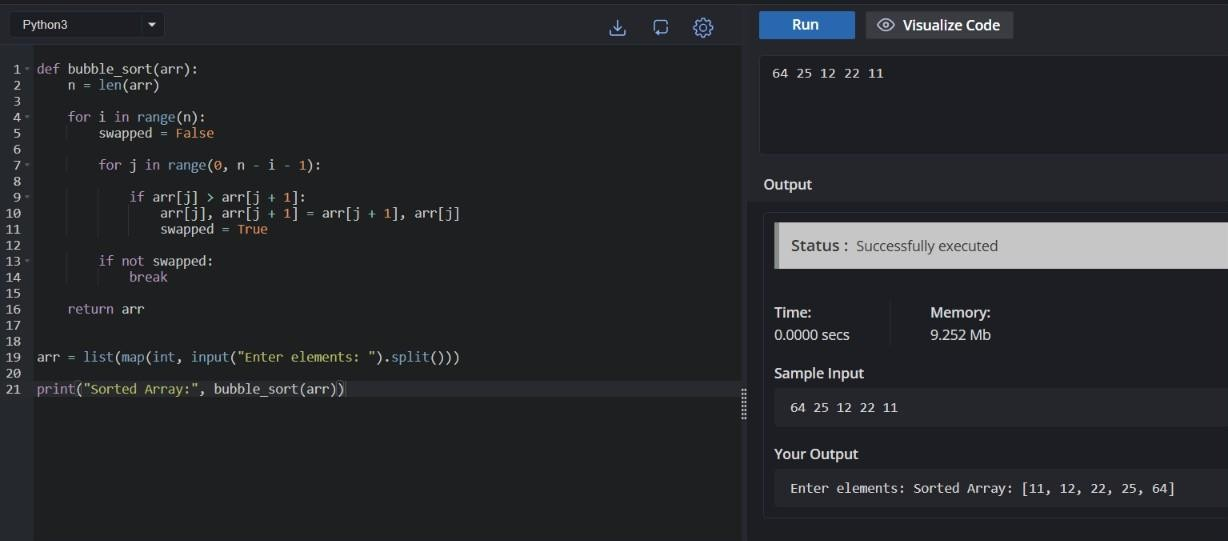 Python3
Run
Visualize Code
1 def bubble_sort(arr):
2     n = len(arr)
3
4     for i in range(n):
5         swapped = False
6
7         for j in range(0, n - i - 1):
8
9             if arr[j] > arr[j + 1]:
10                 arr[j], arr[j + 1] = arr[j + 1], arr[j]
11                 swapped = True
12
13         if not swapped:
14             break
15
16     return arr
17
18
19 arr = list(map(int, input("Enter elements: ").split()))
20
21 print("Sorted Array:", bubble_sort(arr))
64 25 12 22 11
Output
Status : Successfully executed
Time:
0.0000 secs
Memory:
9.252 Mb
Sample Input
64 25 12 22 11
Your Output
Enter elements: Sorted Array: [11, 12, 22, 25, 64]